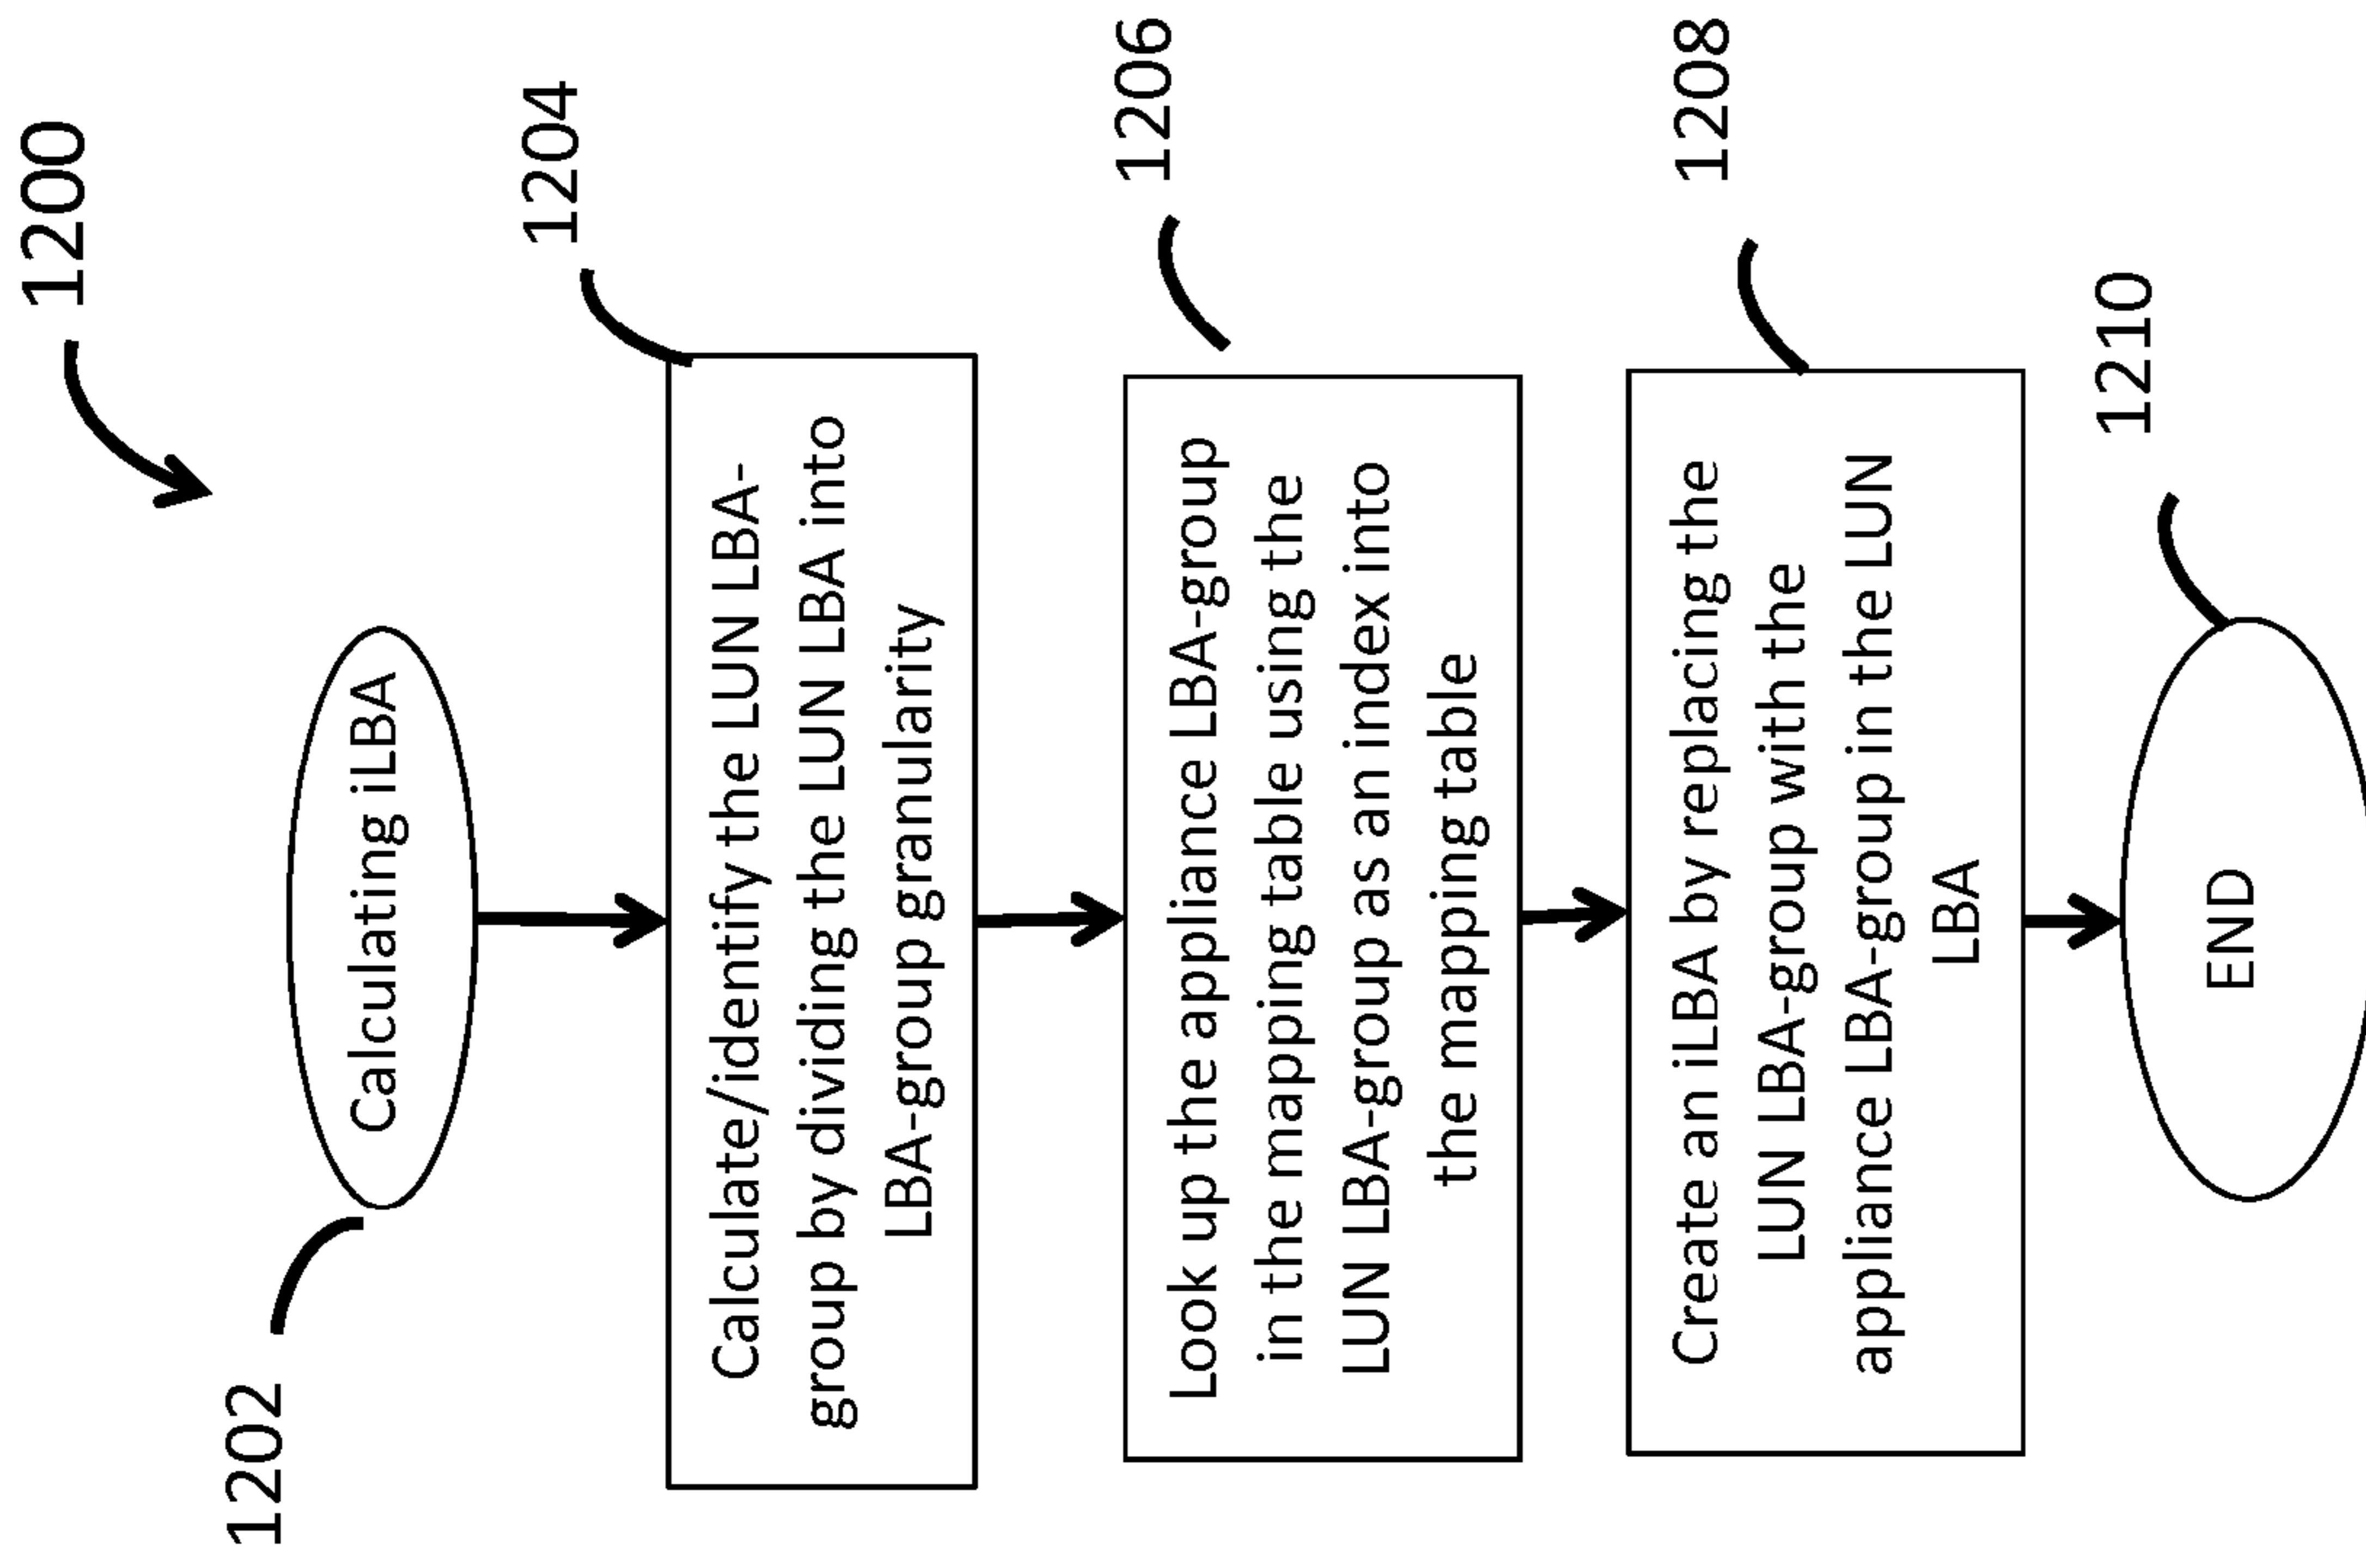 1200
1202
Calculating iLBA
1204
Calculate/identify the LUN LBA-
group by dividing the LUN LBA into
LBA-group granularity
1206
Look up the appliance LBA-group
in the mapping table using the
LUN LBA-group as an index into
the mapping table
1208
Create an iLBA by replacing the
LUN LBA-group with the
appliance LBA-group in the LUN
LBA
1210
END